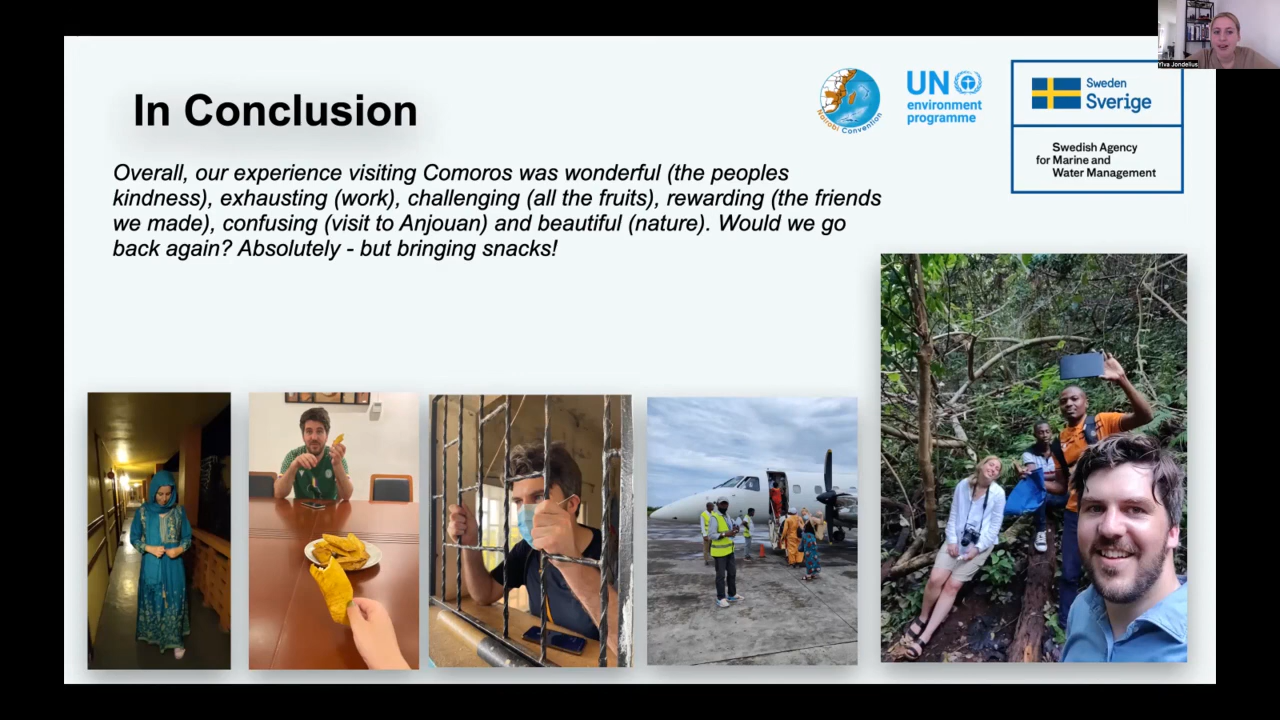 In Conclusion
Overall, our experience visiting Comoros was wonderful (the peoples
kindness), exhausting (work), challenging (all the fruits), rewarding (the friends
we made), confusing (visit to Anjouan) and beautiful (nature). Would we go
back again? Absolutely - but bringing snacks!
Nairobi Convention
UN
environment
programme
Sweden
Sverige
Swedish Agency
for Marine and
Water Management
Ylva Jondelius